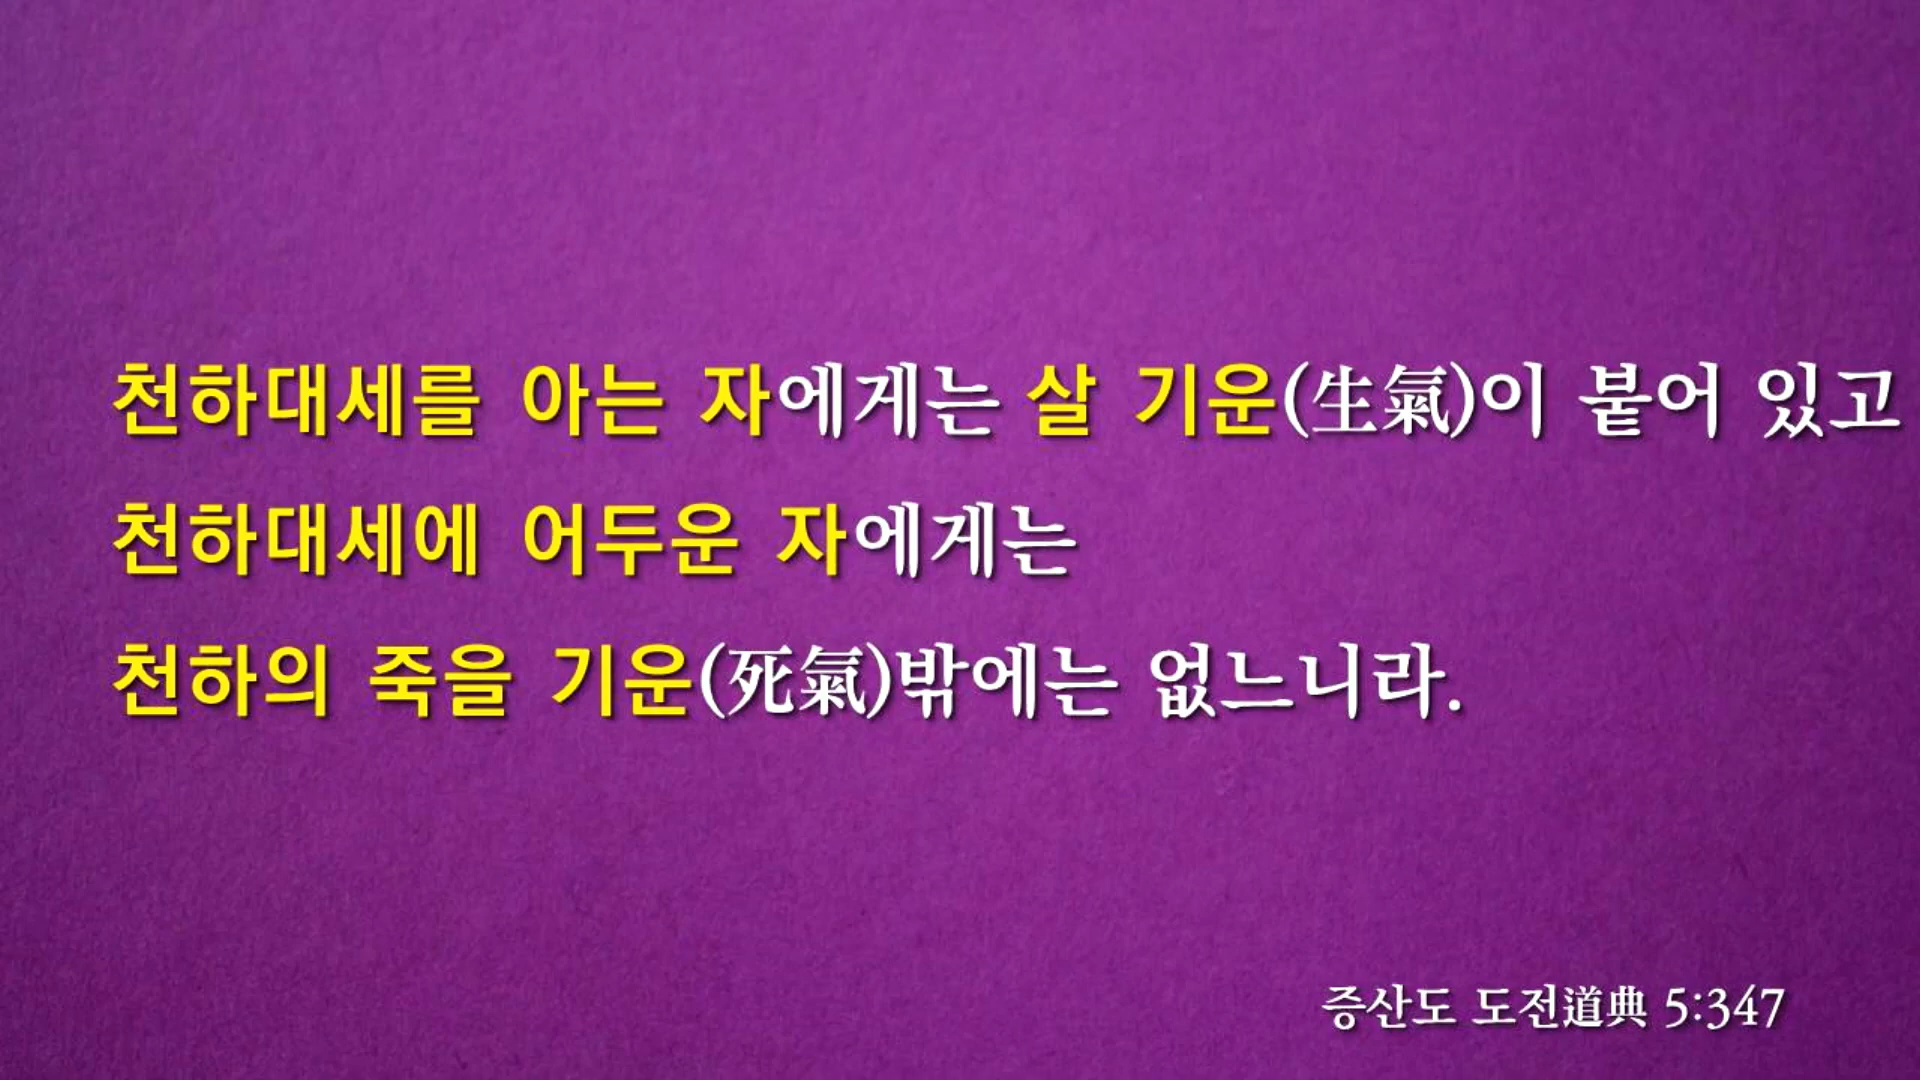 천하대세를 아는 자에게는 살 기운(生氣)이 붙어 있고
천하대세에 어두운 자에게는
천하의 죽을 기운(死氣)밖에는 없느니라.
증산도 도전道典 5:347